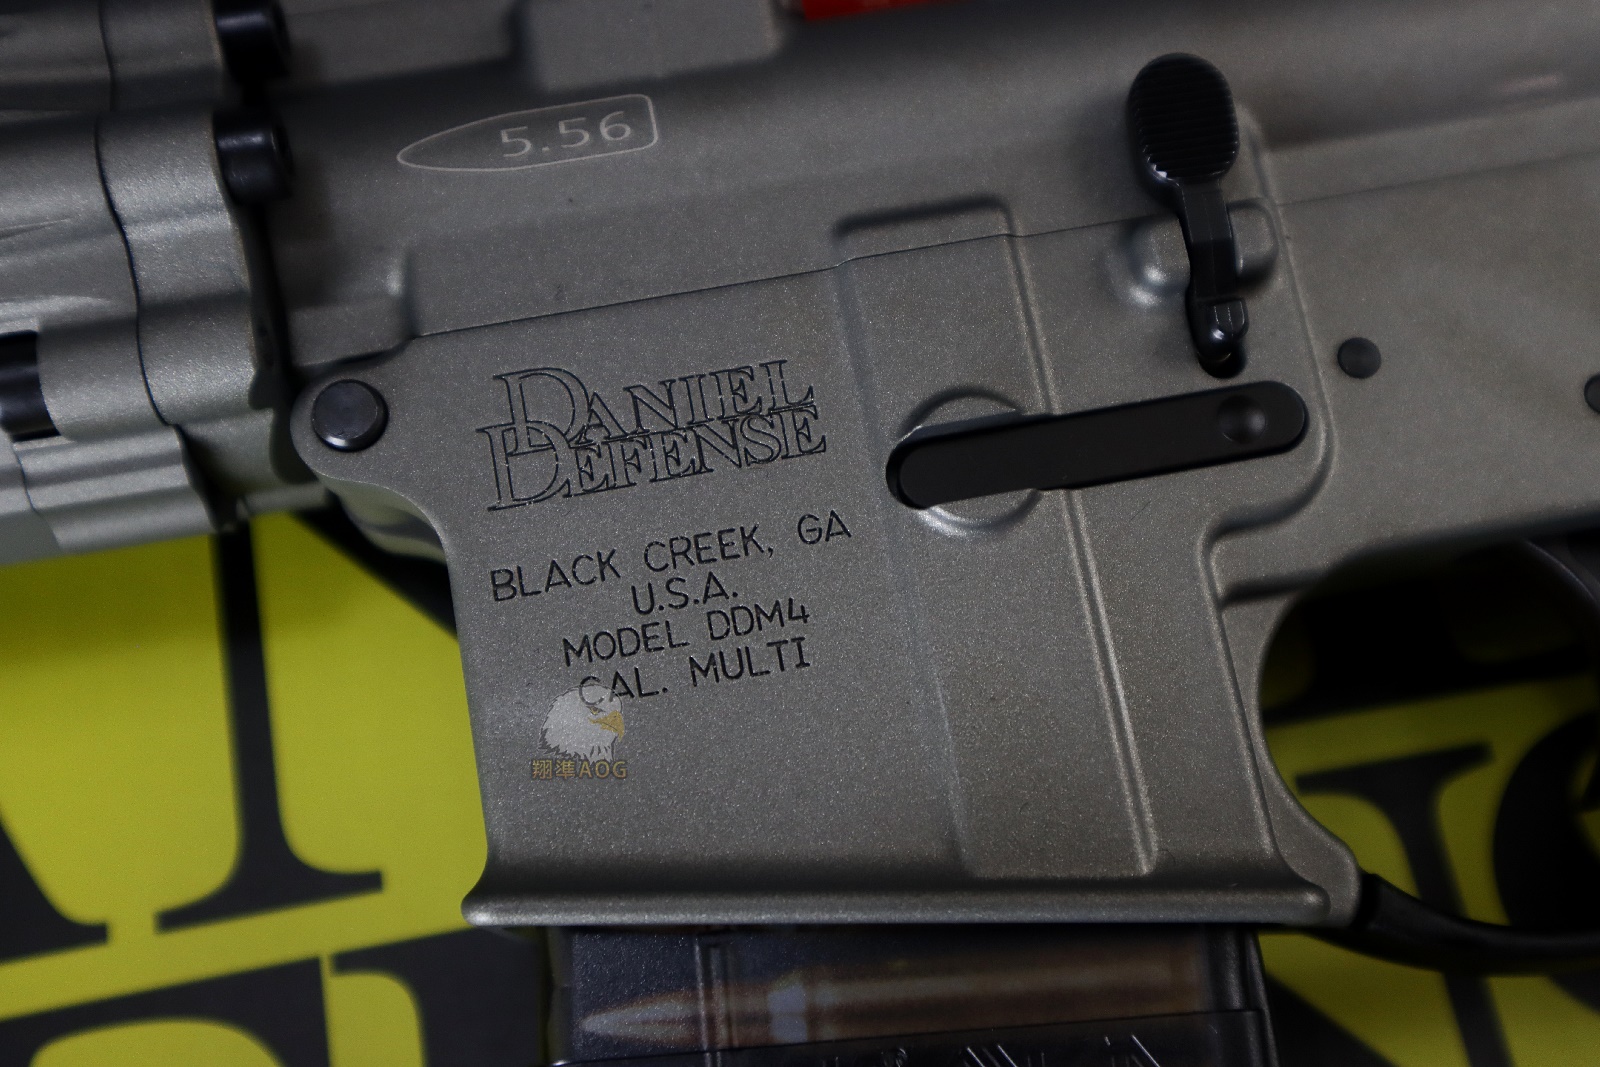 5.56
DANIEL
DEFENSE
BLACK CREEK, GA
U.S.A.
MODEL DDM4
CAL. MULTI
翔準AOG